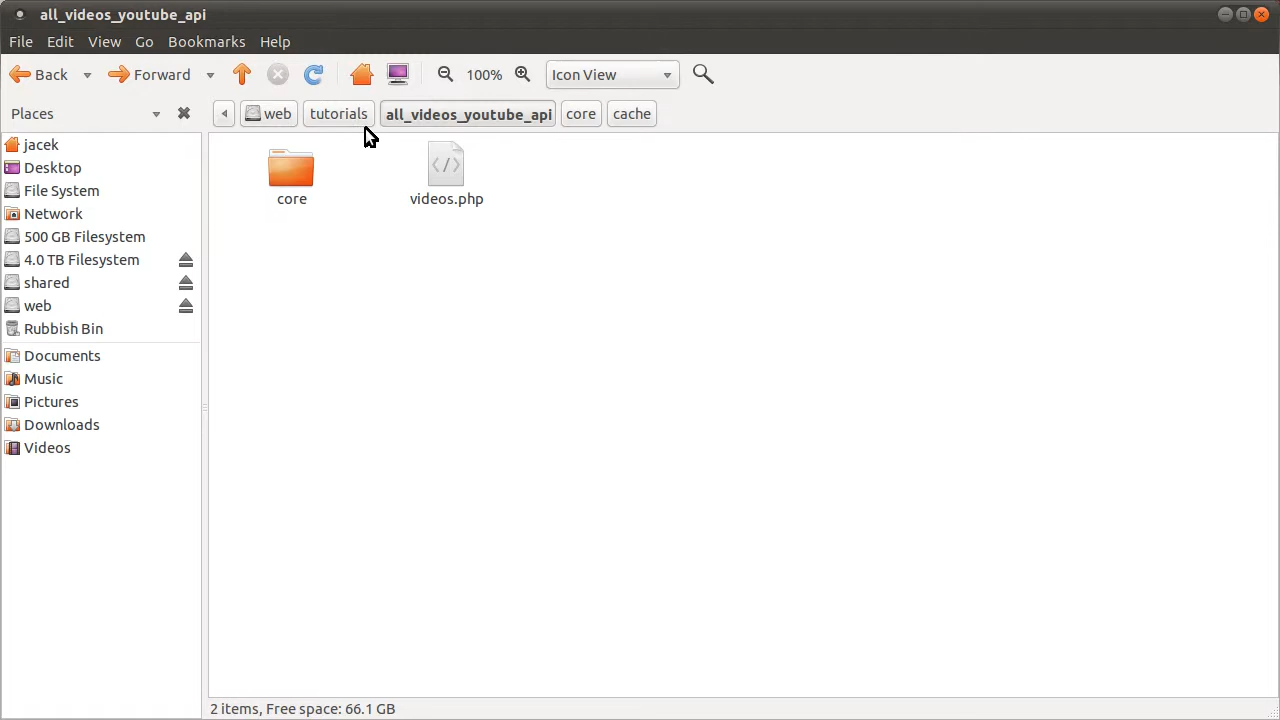 all_videos_youtube_api
File Edit View Go Bookmarks Help
Back Forward 100% Icon View
Places web tutorials all_videos_youtube_api core cache
jacek
Desktop
File System
Network
500 GB Filesystem
4.0 TB Filesystem
shared
web
Rubbish Bin
Documents
Music
Pictures
Downloads
Videos
core videos.php
2 items, Free space: 66.1 GB